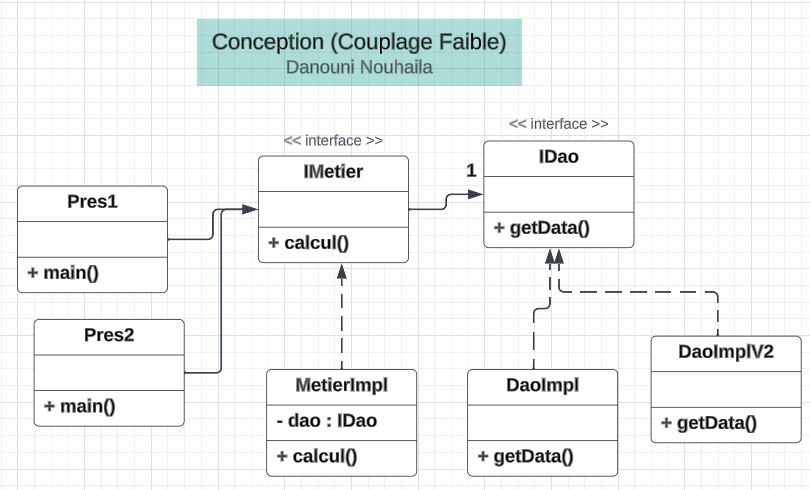 Conception (Couplage Faible)
Danouni Nouhaila
<< interface >>
IMetier
+ calcul()
1
<< interface >>
IDao
+ getData()
Pres1
+ main()
Pres2
+ main()
MetierImpl
- dao : IDao
+ calcul()
DaoImpl
+ getData()
DaoImplV2
+ getData()